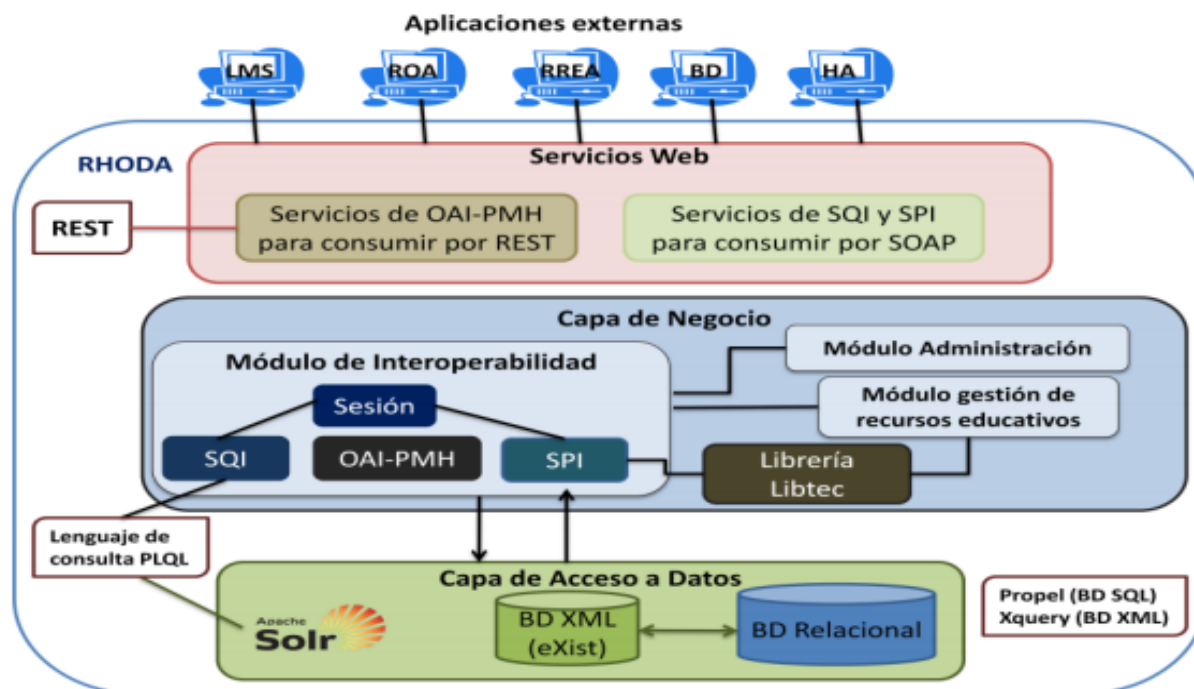 Aplicaciones externas
LMS
ROA
RREA
BD
HA
RHODA
Servicios Web
REST
Servicios de OAI-PMH
para consumir por REST
Servicios de SQI y SPI
para consumir por SOAP
Capa de Negocio
Módulo de Interoperabilidad
Módulo Administración
Sesión
Módulo gestión de
recursos educativos
SQI
OAI-PMH
SPI
Librería
Libtec
Lenguaje de
consulta PLQL
Capa de Acceso a Datos
Apache
Solr
BD XML
(eXist)
BD Relacional
Propel (BD SQL)
Xquery (BD XML)